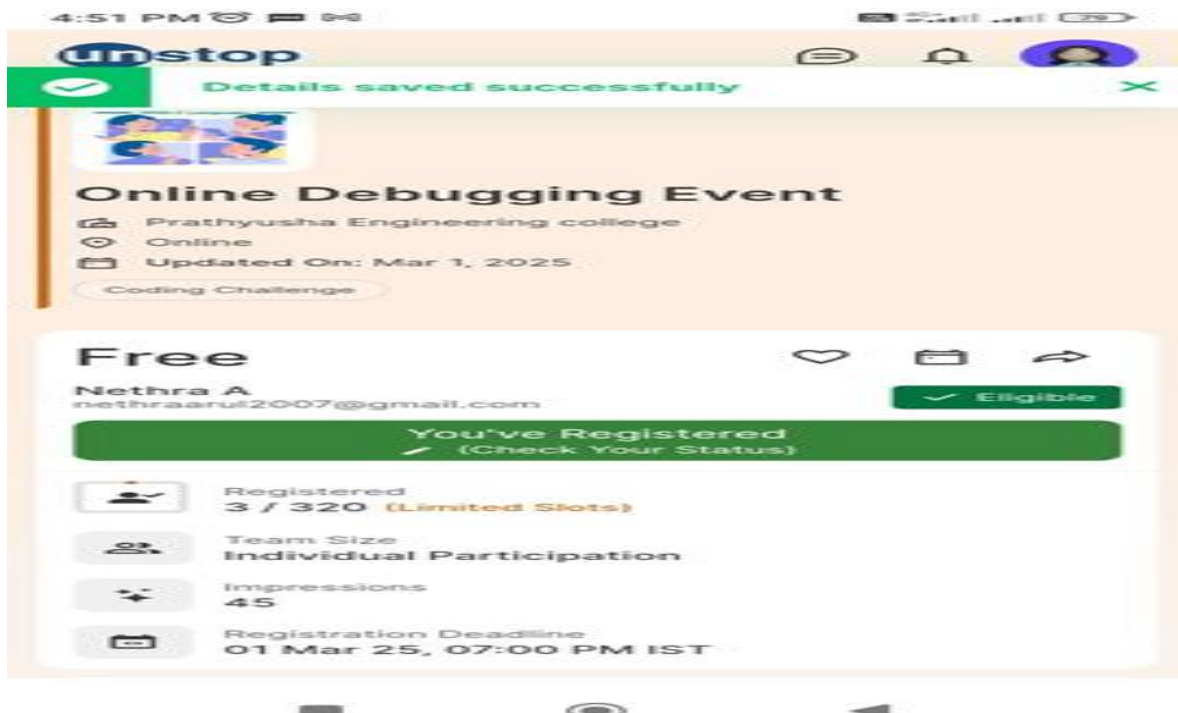 4:51 PM
79
unstop
Details saved successfully
Online Debugging Event
Prathyusha Engineering college
Online
Updated On: Mar 1, 2025
Coding Challenge
Free
Nethra A
nethraarul2007@gmail.com
Eligible
You've Registered
(Check Your Status)
Registered
3 / 320 (Limited Slots)
Team Size
Individual Participation
Impressions
45
Registration Deadline
01 Mar 25, 07:00 PM IST